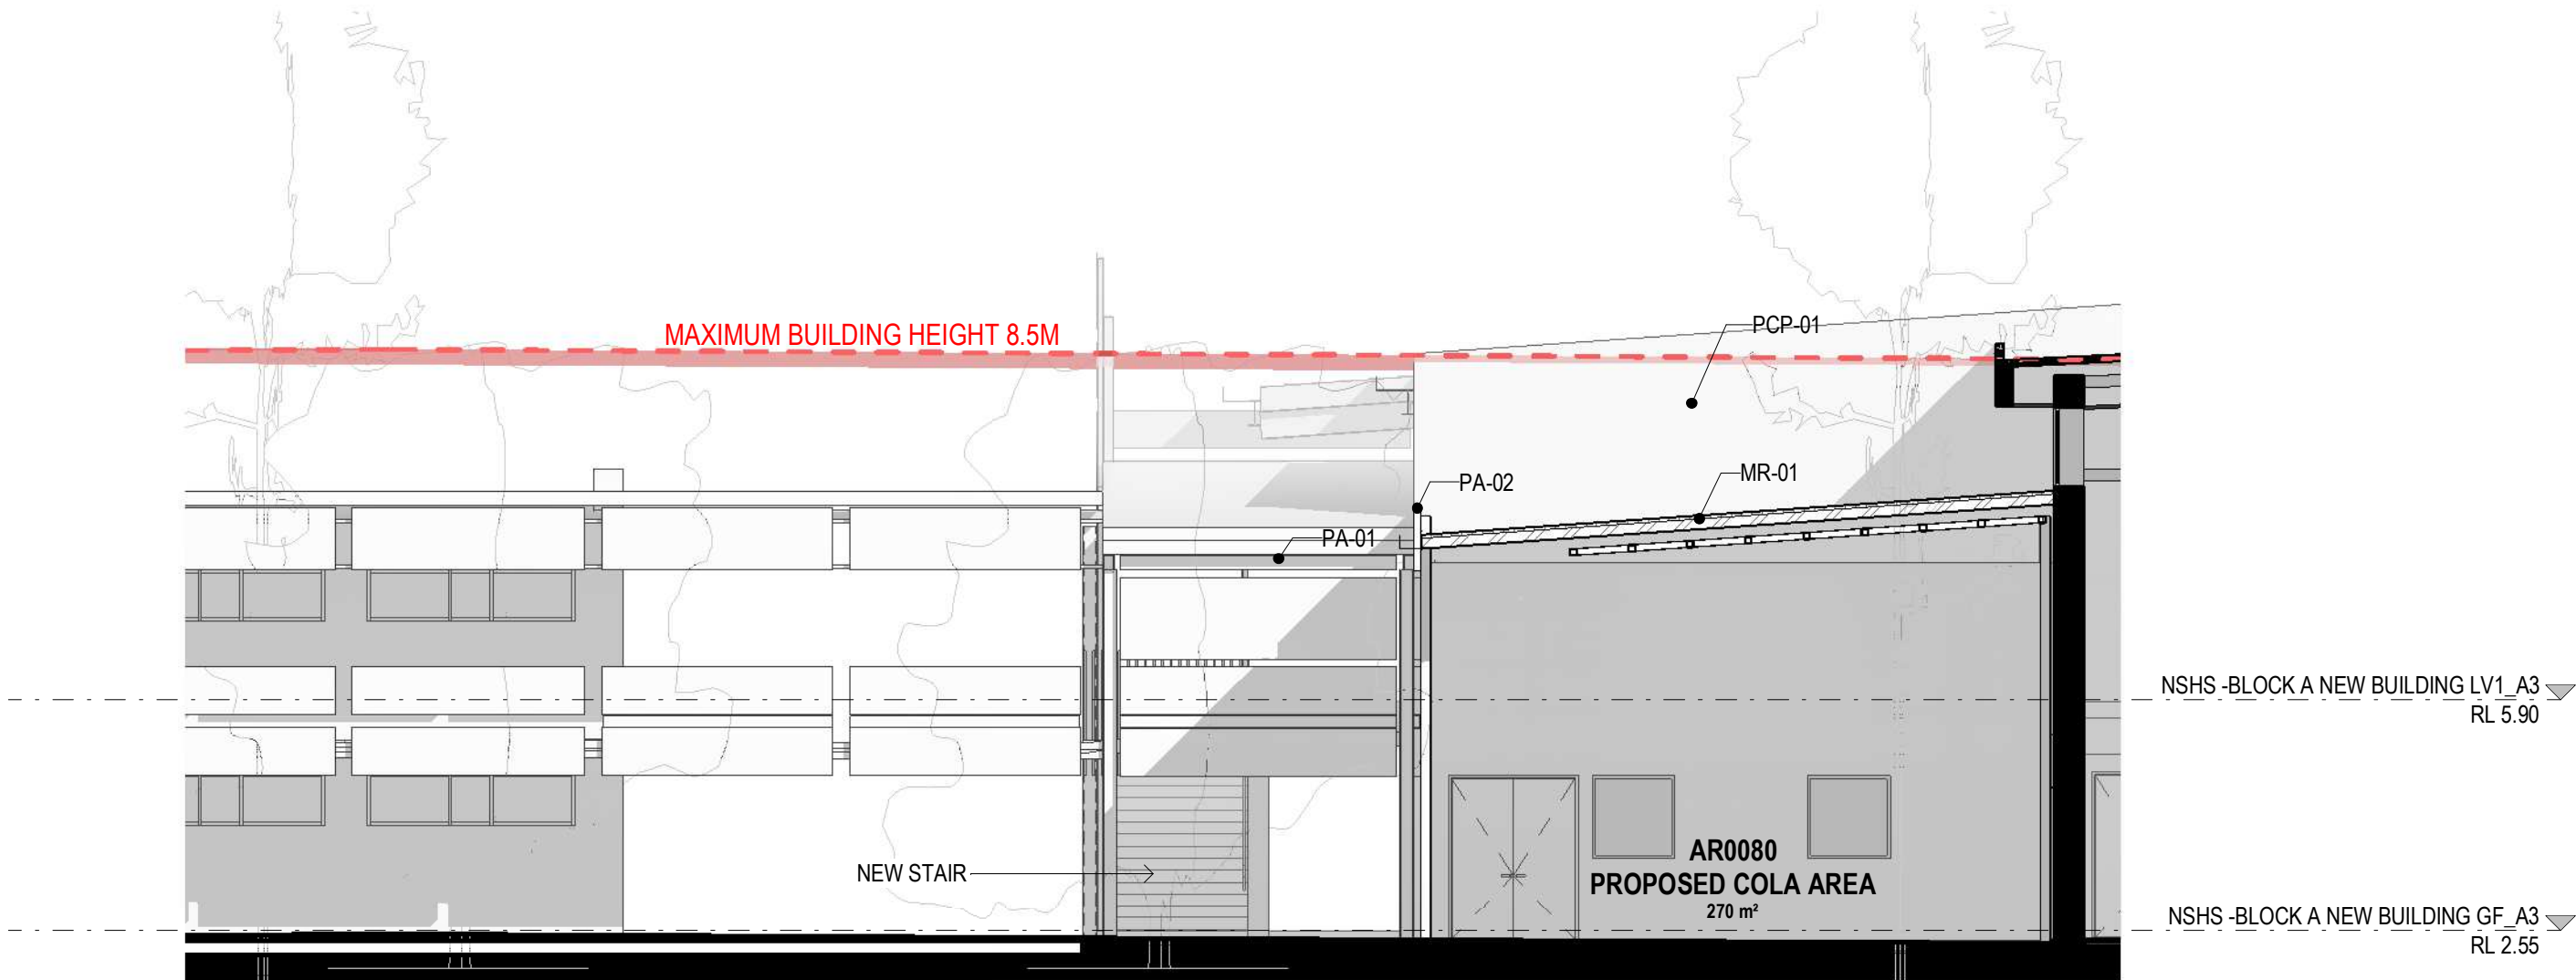 MAXIMUM BUILDING HEIGHT 8.5M
PCP-01
MR-01
PA-02
PA-01
NSHS -BLOCK A NEW BUILDING LV1_A3
RL 5.90
NEW STAIR
AR0080
PROPOSED COLA AREA
270 m²
NSHS -BLOCK A NEW BUILDING GF_A3
RL 2.55